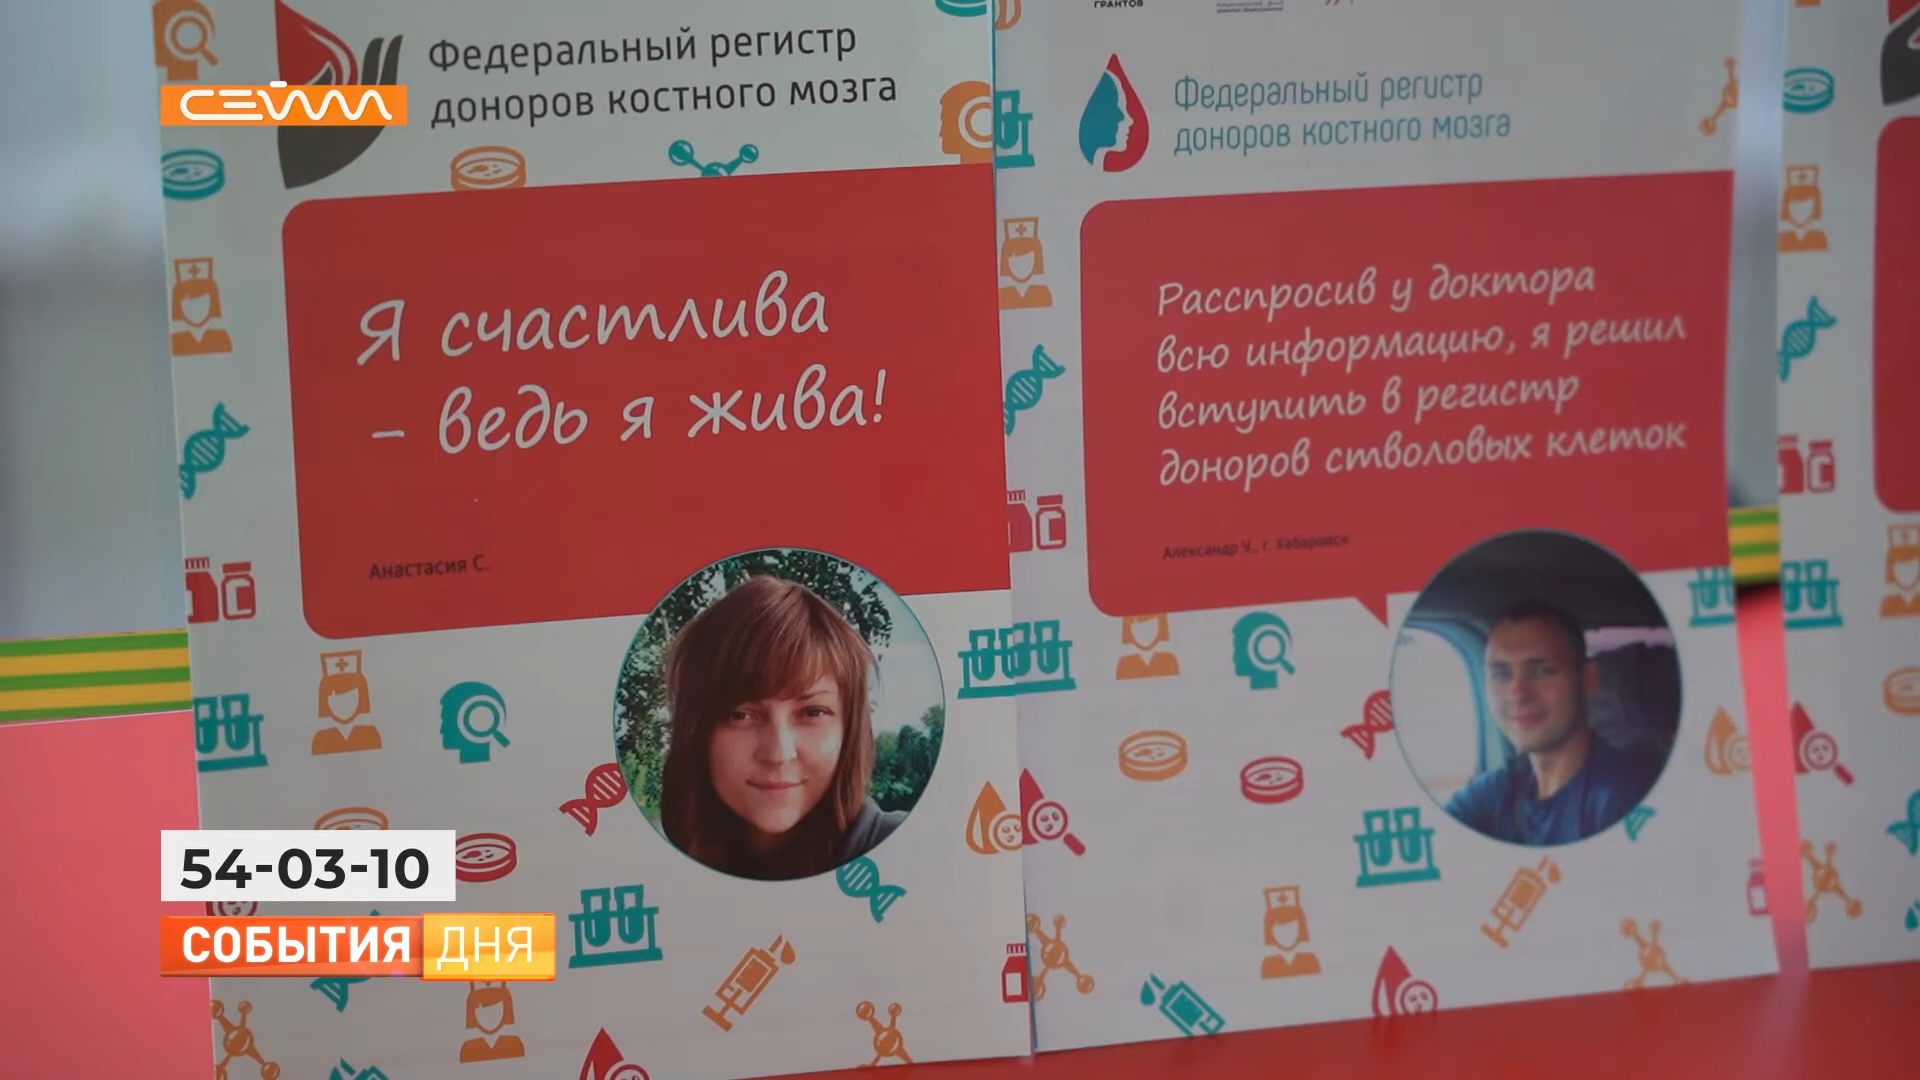 ГРАНТОВ
Федеральный регистр
доноров костного мозга
СЕЙМ
Я счастлива
- ведь я жива!
Анастасия С.
Федеральный регистр
доноров костного мозга
Расспросив у доктора
всю информацию, я решил
вступить в регистр
доноров стволовых клеток
Александр Ч., г. Хабаровск
54-03-10
СОБЫТИЯ ДНЯ